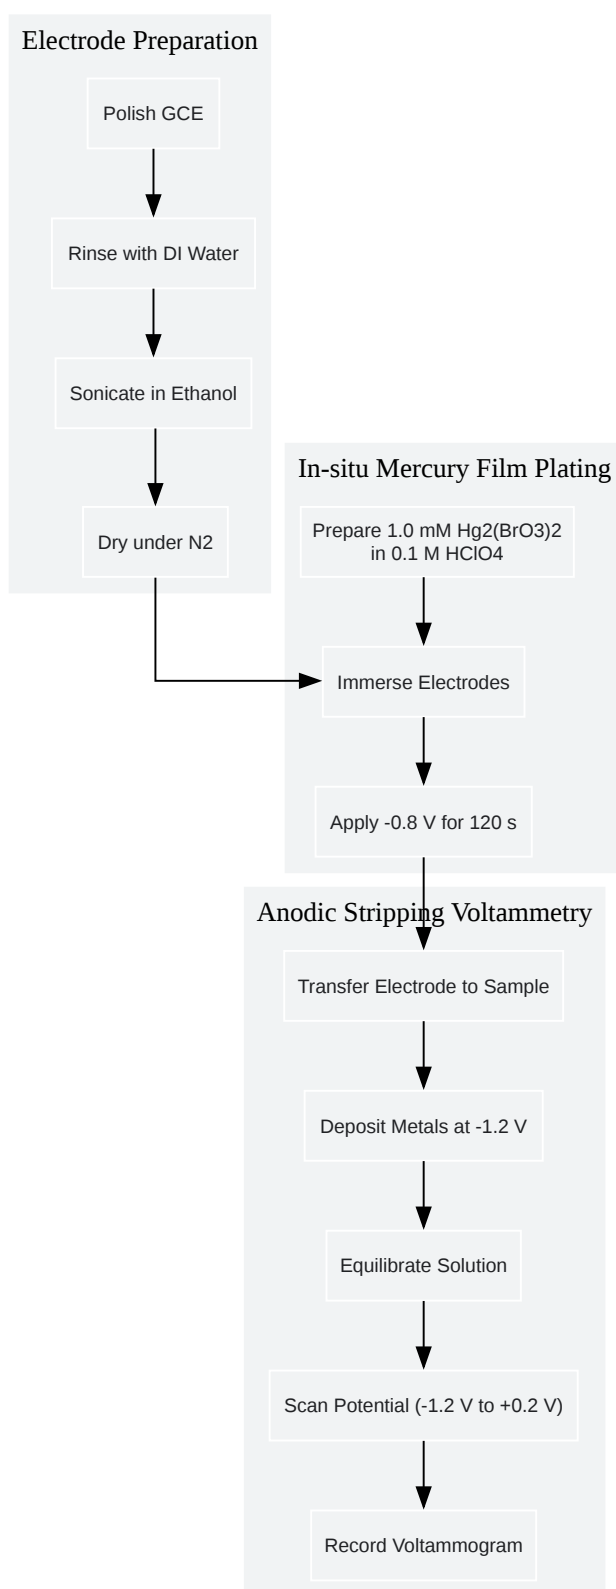 Electrode Preparation
Polish GCE
Rinse with DI Water
Sonicate in Ethanol
Dry under N2
In-situ Mercury Film Plating
Prepare 1.0 mM Hg2(BrO3)2
in 0.1 M HClO4
Immerse Electrodes
Apply -0.8 V for 120 s
Anodic Stripping Voltammetry
Transfer Electrode to Sample
Deposit Metals at -1.2 V
Equilibrate Solution
Scan Potential (-1.2 V to +0.2 V)
Record Voltammogram